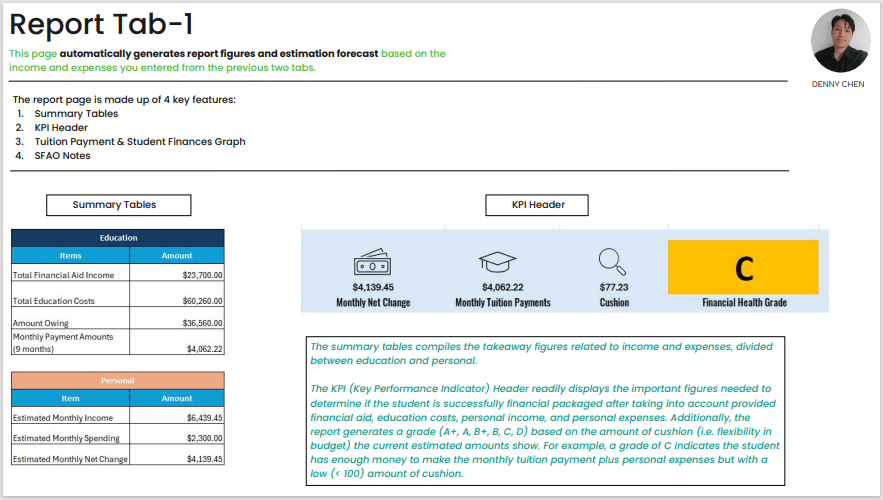 Report Tab-1
This page automatically generates report figures and estimation forecast based on the
income and expenses you entered from the previous two tabs.
DENNY CHEN
The report page is made up of 4 key features:
1. Summary Tables
2. KPI Header
3. Tuition Payment & Student Finances Graph
4. SFAO Notes
Summary Tables
Education
Items Amount
Total Financial Aid Income $23,700.00
Total Education Costs $60,260.00
Amount Owing $36,560.00
Monthly Payment Amounts
(9 months) $4,062.22
Personal
Item Amount
Estimated Monthly Income $6,439.45
Estimated Monthly Spending $2,300.00
Estimated Monthly Net Change $4,139.45
KPI Header
$4,139.45
Monthly Net Change
$4,062.22
Monthly Tuition Payments
$77.23
Cushion
C
Financial Health Grade
The summary tables compiles the takeaway figures related to income and expenses, divided
between education and personal.
The KPI (Key Performance Indicator) Header readily displays the important figures needed to
determine if the student is successfully financial packaged after taking into account provided
financial aid, education costs, personal income, and personal expenses. Additionally, the
report generates a grade (A+, A, B+, B, C, D) based on the amount of cushion (i.e. flexibility in
budget) the current estimated amounts show. For example, a grade of C indicates the student
has enough money to make the monthly tuition payment plus personal expenses but with a
low (< 100) amount of cushion.